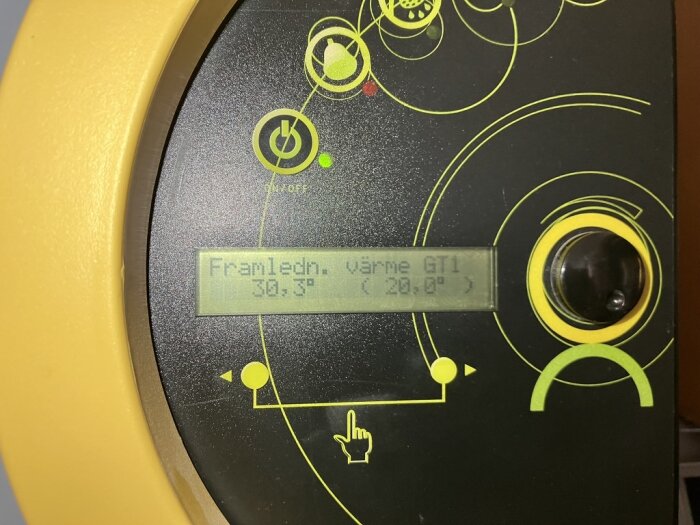 ON/OFF
Framledn. värme GT1
30,3° ( 20,0° )